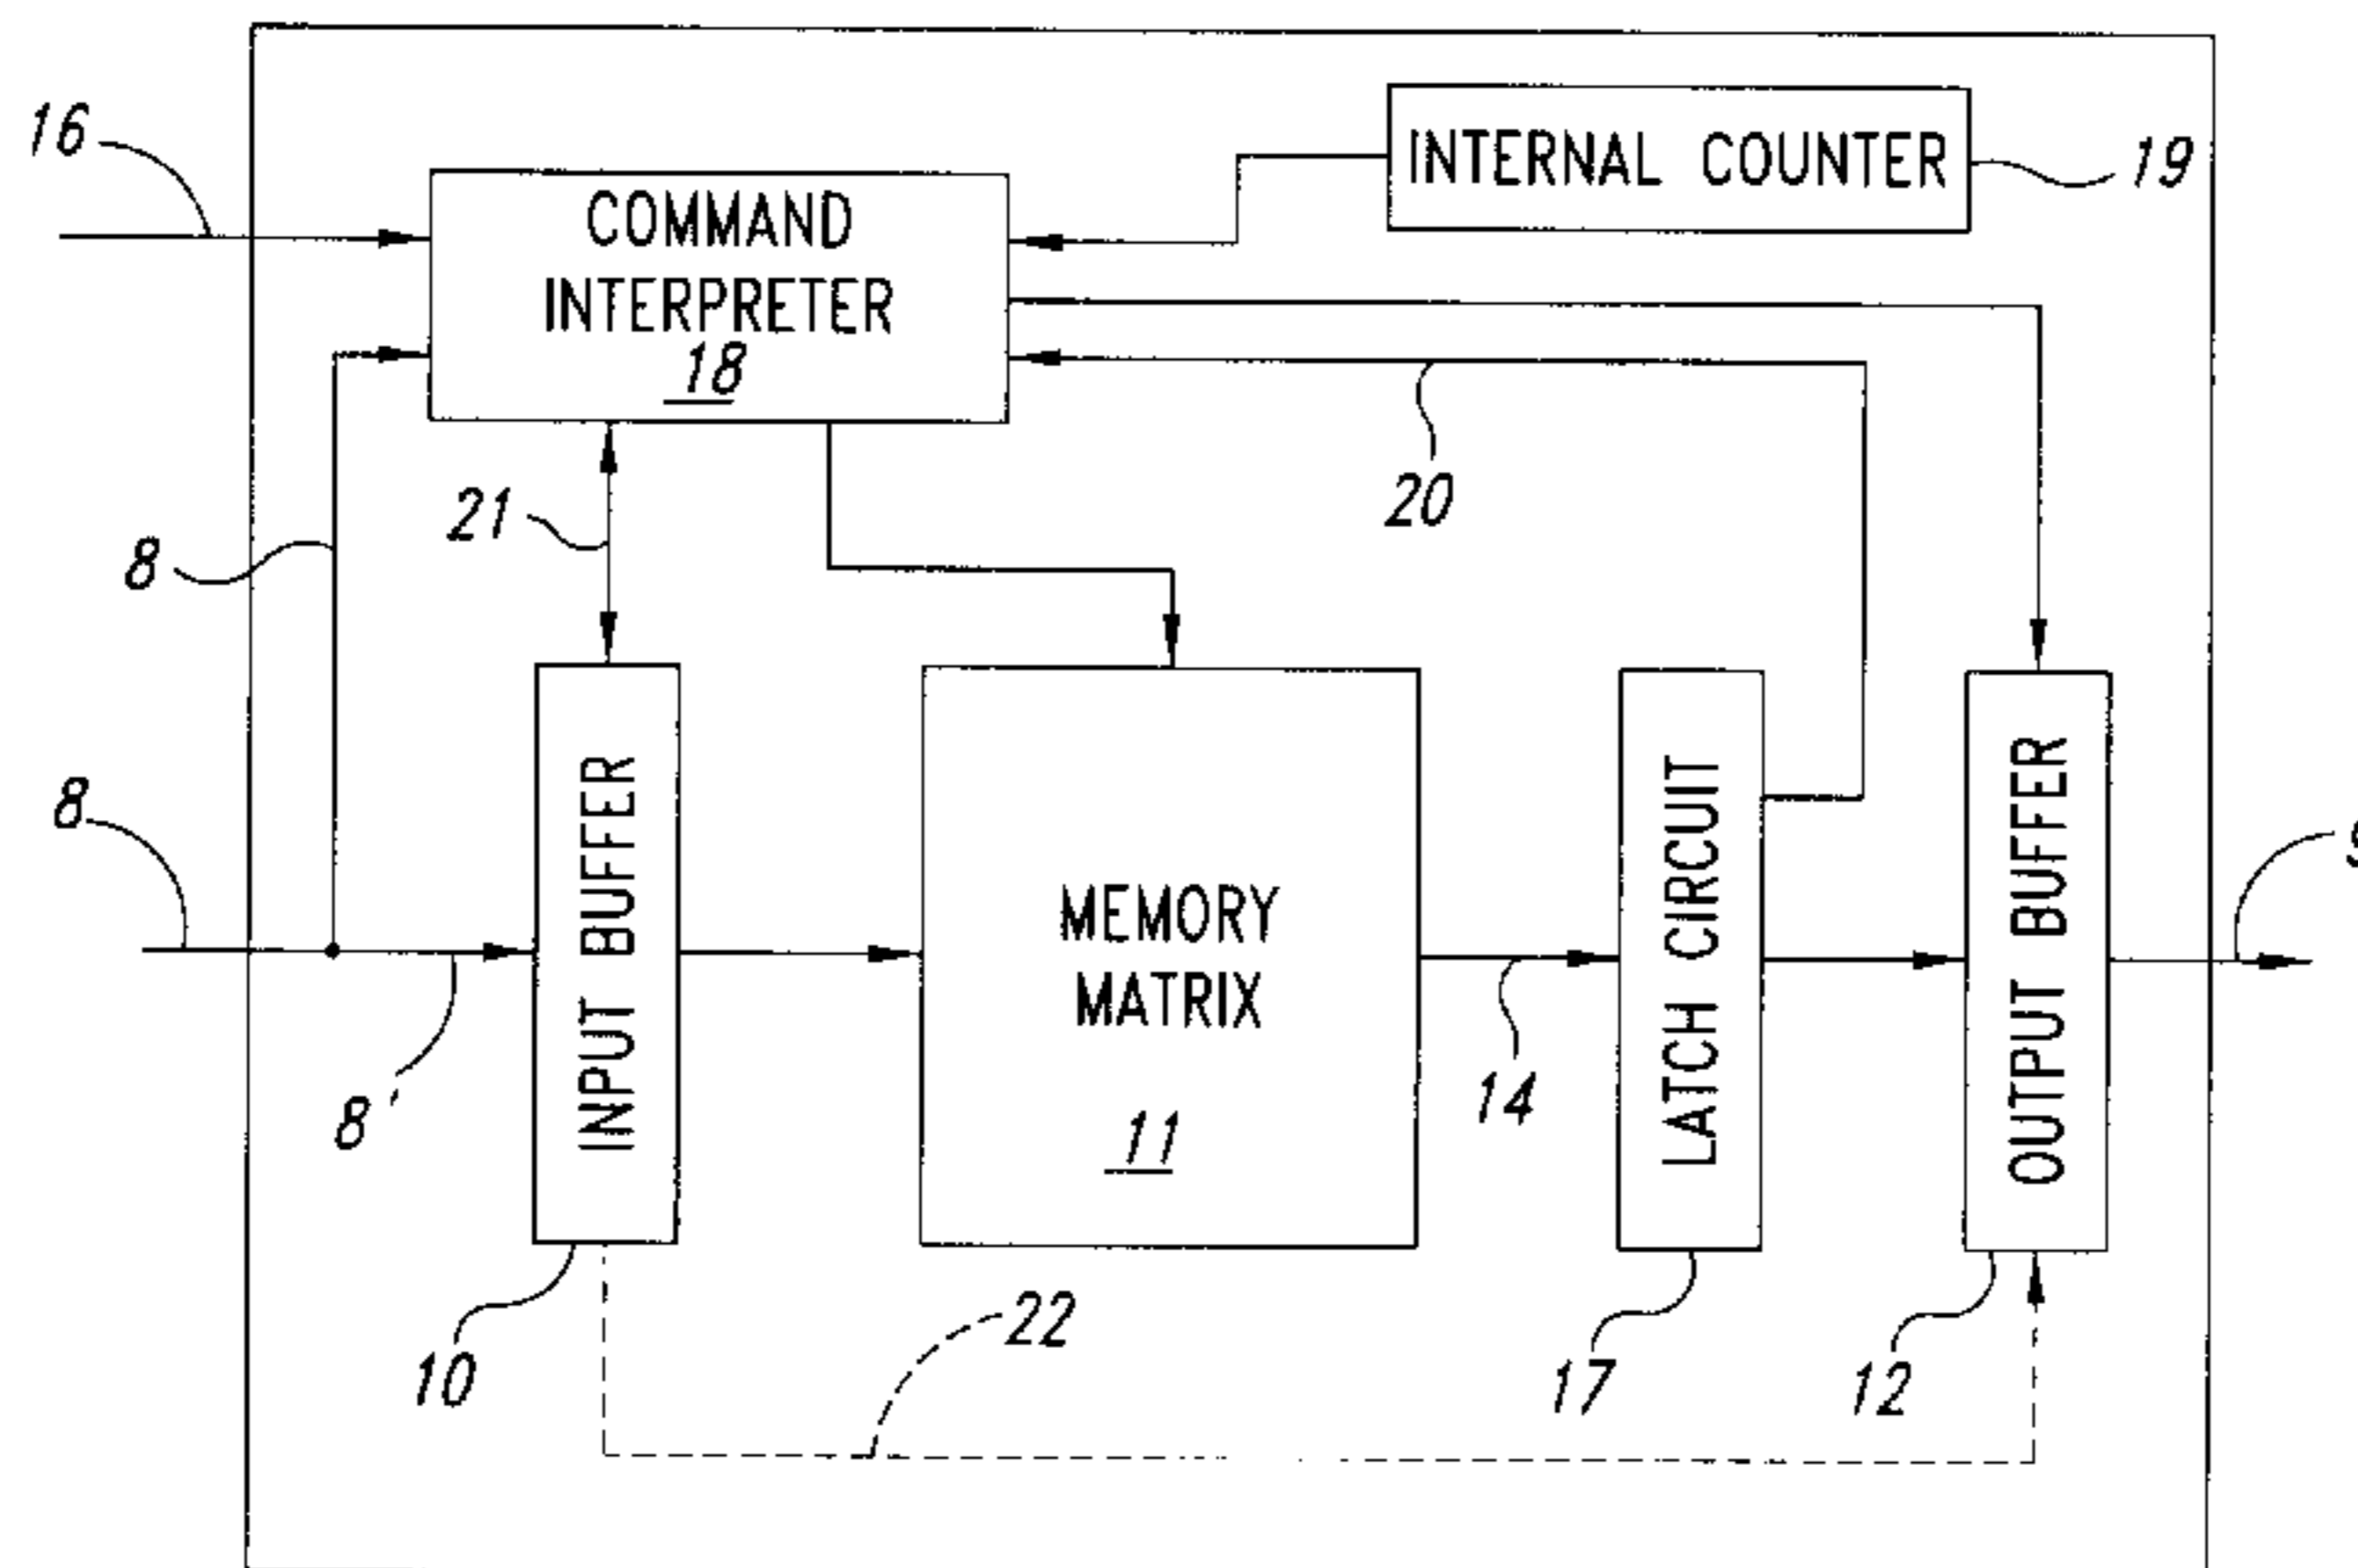 16
INTERNAL COUNTER
19
COMMAND
INTERPRETER
18
20
21
8
8
8
INPUT BUFFER
MEMORY
MATRIX
11
14
LATCH CIRCUIT
OUTPUT BUFFER
10
22
17
12